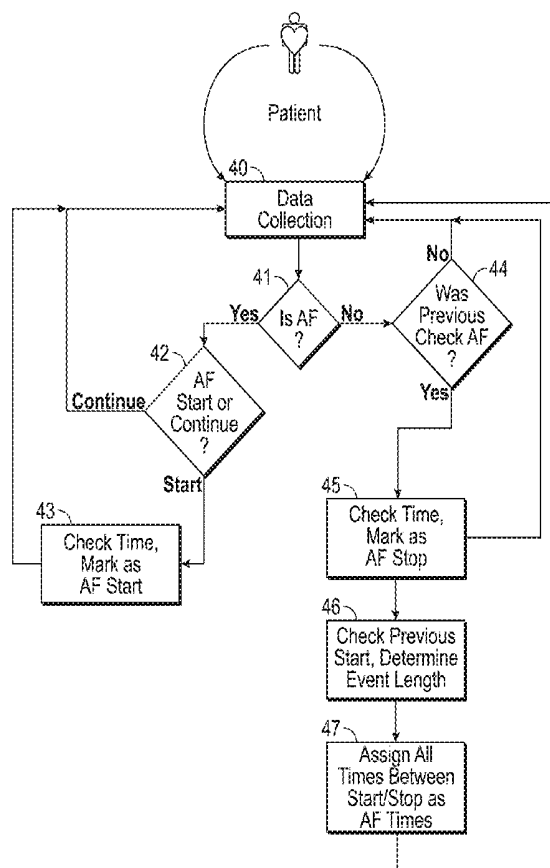 Patient
40
Data
Collection
41
Is AF
?
Yes
No
42
AF
Start or
Continue
?
Continue
Start
43
Check Time,
Mark as
AF Start
44
Was
Previous
Check AF
?
No
Yes
45
Check Time,
Mark as
AF Stop
46
Check Previous
Start, Determine
Event Length
47
Assign All
Times Between
Start/Stop as
AF Times